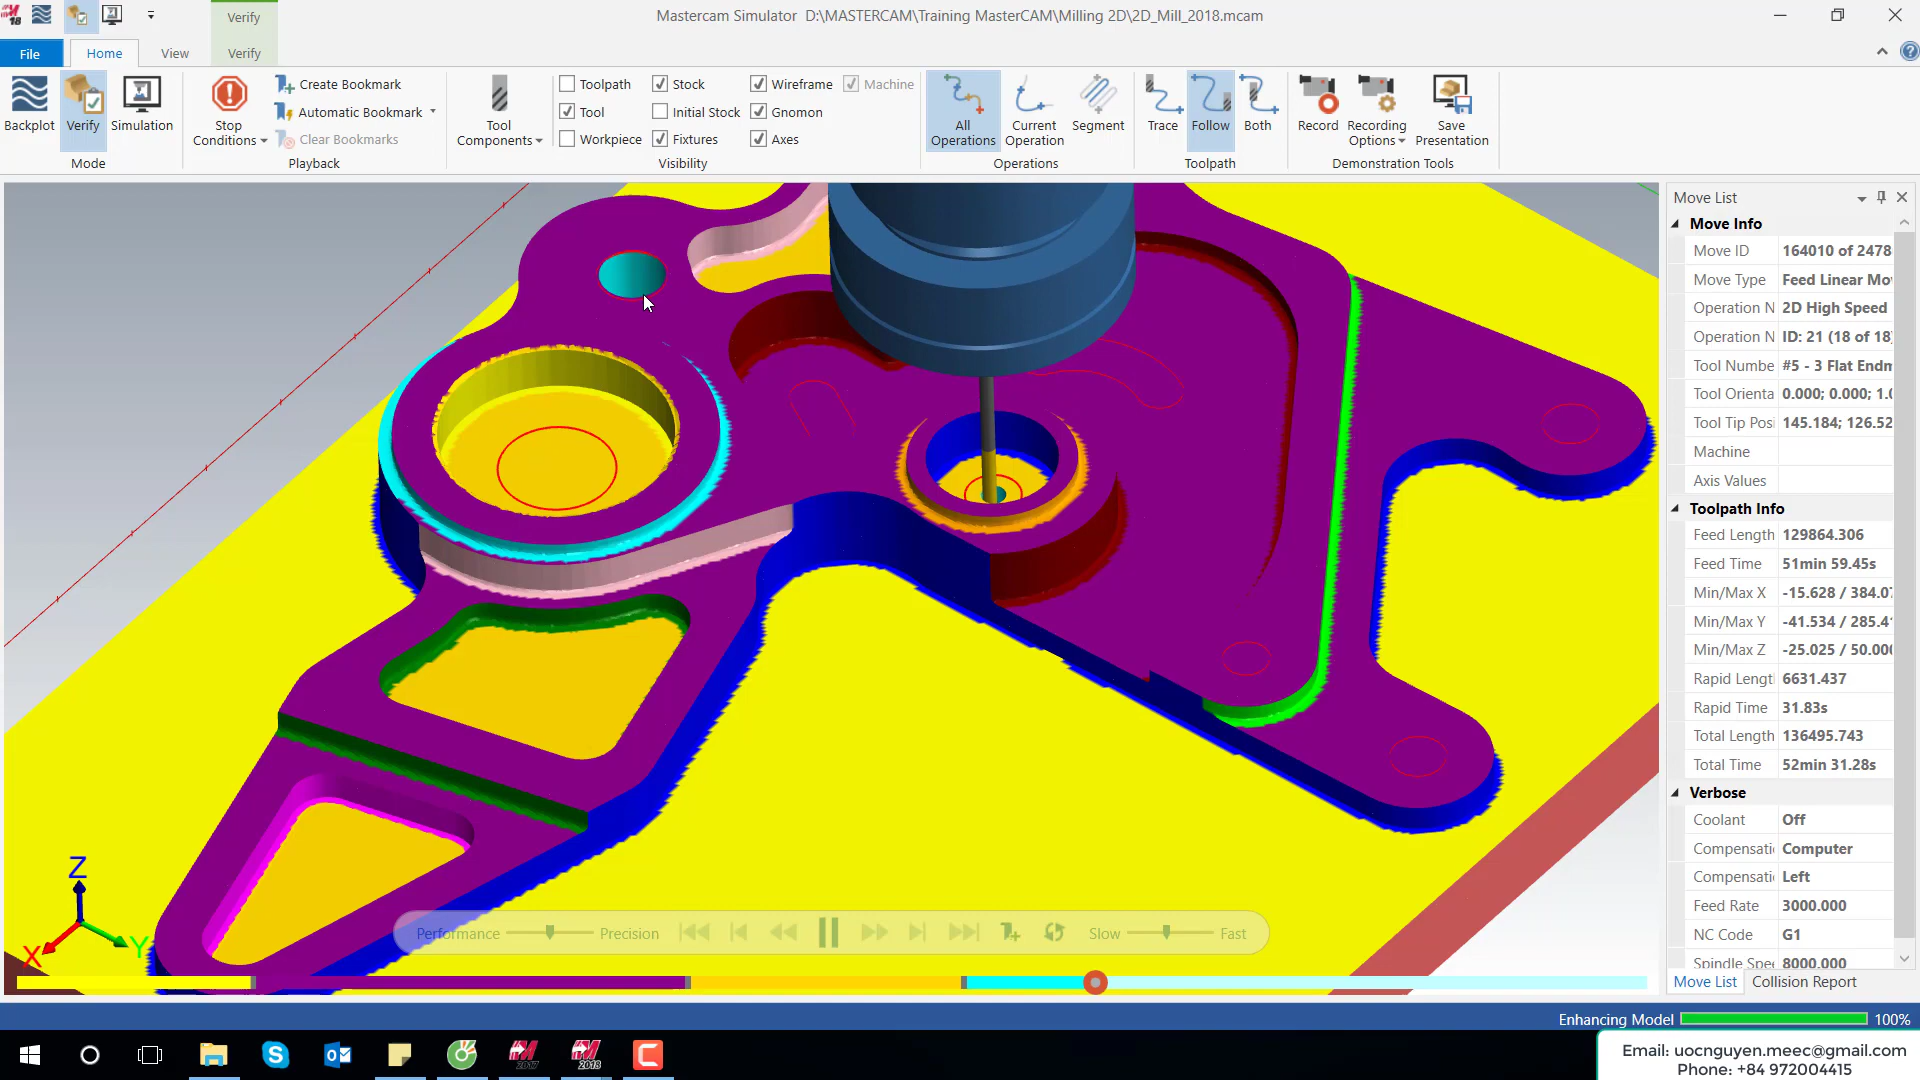 Verify
Mastercam Simulator D:\MASTERCAM\Training MasterCAM\Milling 2D\2D_Mill_2018.mcam
File
Home
View
Verify
Backplot
Verify
Simulation
Mode
Stop Conditions
Create Bookmark
Automatic Bookmark
Clear Bookmarks
Playback
Tool Components
Toolpath
Tool
Workpiece
Stock
Initial Stock
Fixtures
Wireframe
Gnomon
Axes
Machine
Visibility
All Operations
Current Operation
Segment
Operations
Trace
Follow
Both
Toolpath
Record
Recording Options
Save Presentation
Demonstration Tools
Move List
Move Info
Move ID 164010 of 2478
Move Type Feed Linear Mo
Operation N 2D High Speed
Operation N ID: 21 (18 of 18)
Tool Numbe #5 - 3 Flat Endm
Tool Orienta 0.000; 0.000; 1.0
Tool Tip Posi 145.184; 126.52
Machine
Axis Values
Toolpath Info
Feed Length 129864.306
Feed Time 51min 59.45s
Min/Max X -15.628 / 384.07
Min/Max Y -41.534 / 285.41
Min/Max Z -25.025 / 50.000
Rapid Lengt 6631.437
Rapid Time 31.83s
Total Length 136495.743
Total Time 52min 31.28s
Verbose
Coolant Off
Compensati Computer
Compensati Left
Feed Rate 3000.000
NC Code G1
Spindle Spee 8000.000
Move List
Collision Report
Z
X
Y
Performance
Precision
Slow
Fast
Enhancing Model 100%
2017
2018
Email: uocnguyen.meec@gmail.com
Phone: +84 972004415